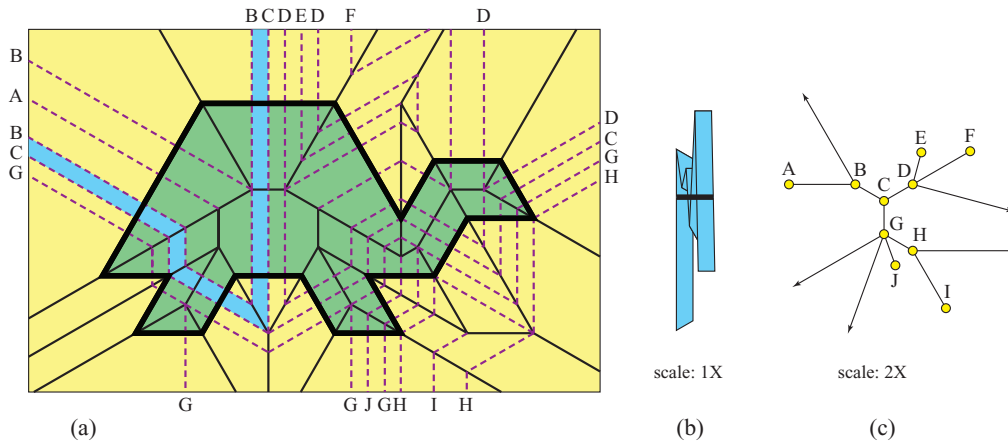 B C D E D F D
B
A
B
C
G
D
C
G
H
G G J G H I H
(a)
scale: 1X
(b)
A B C D E F
G H J I
scale: 2X
(c)